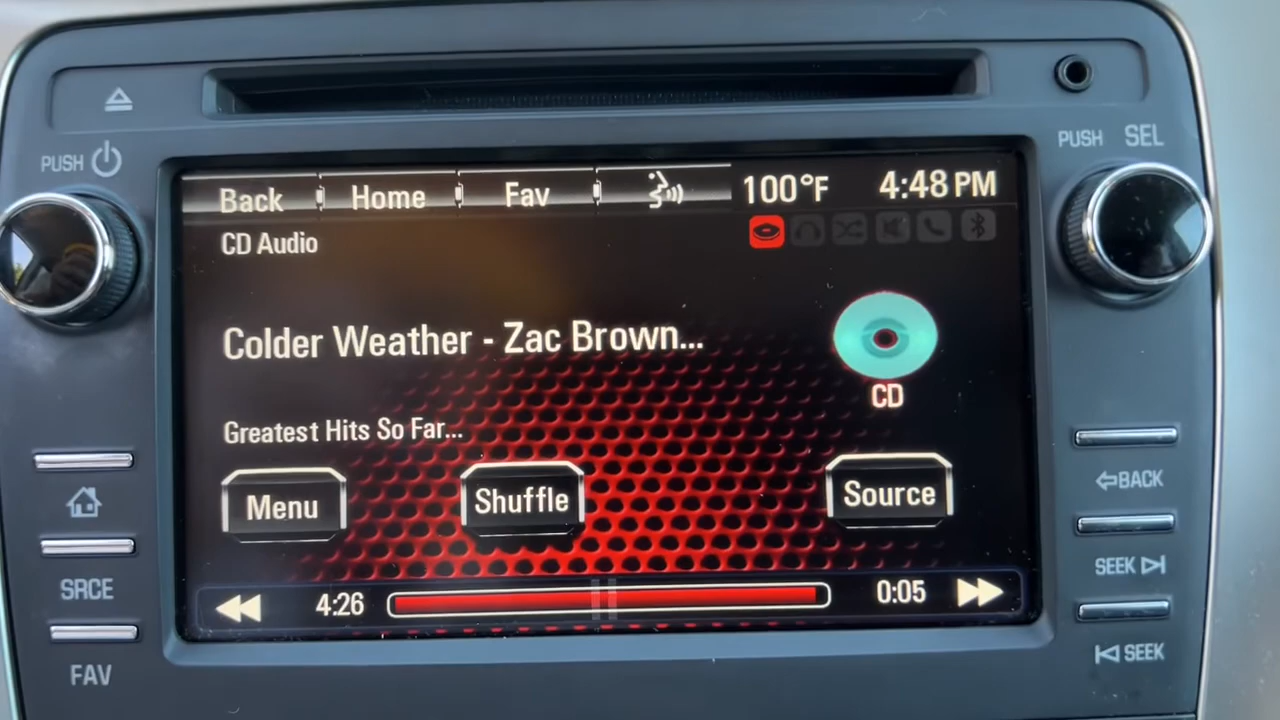 PUSH
PUSH SEL
Back Home Fav 100°F 4:48 PM
CD Audio
Colder Weather - Zac Brown...
CD
Greatest Hits So Far...
Menu Shuffle Source
4:26 0:05
SRCE
FAV
BACK
SEEK
SEEK